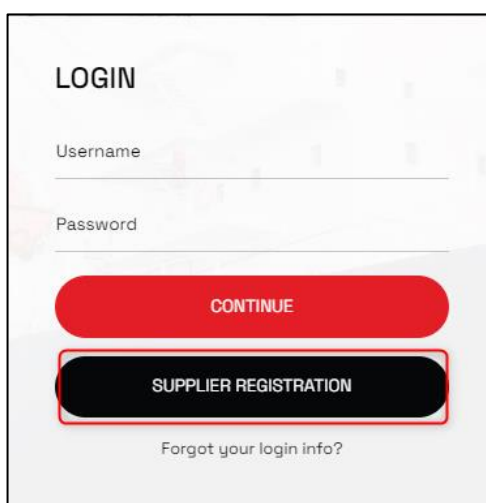 LOGIN
Username
Password
CONTINUE
SUPPLIER REGISTRATION
Forgot your login info?